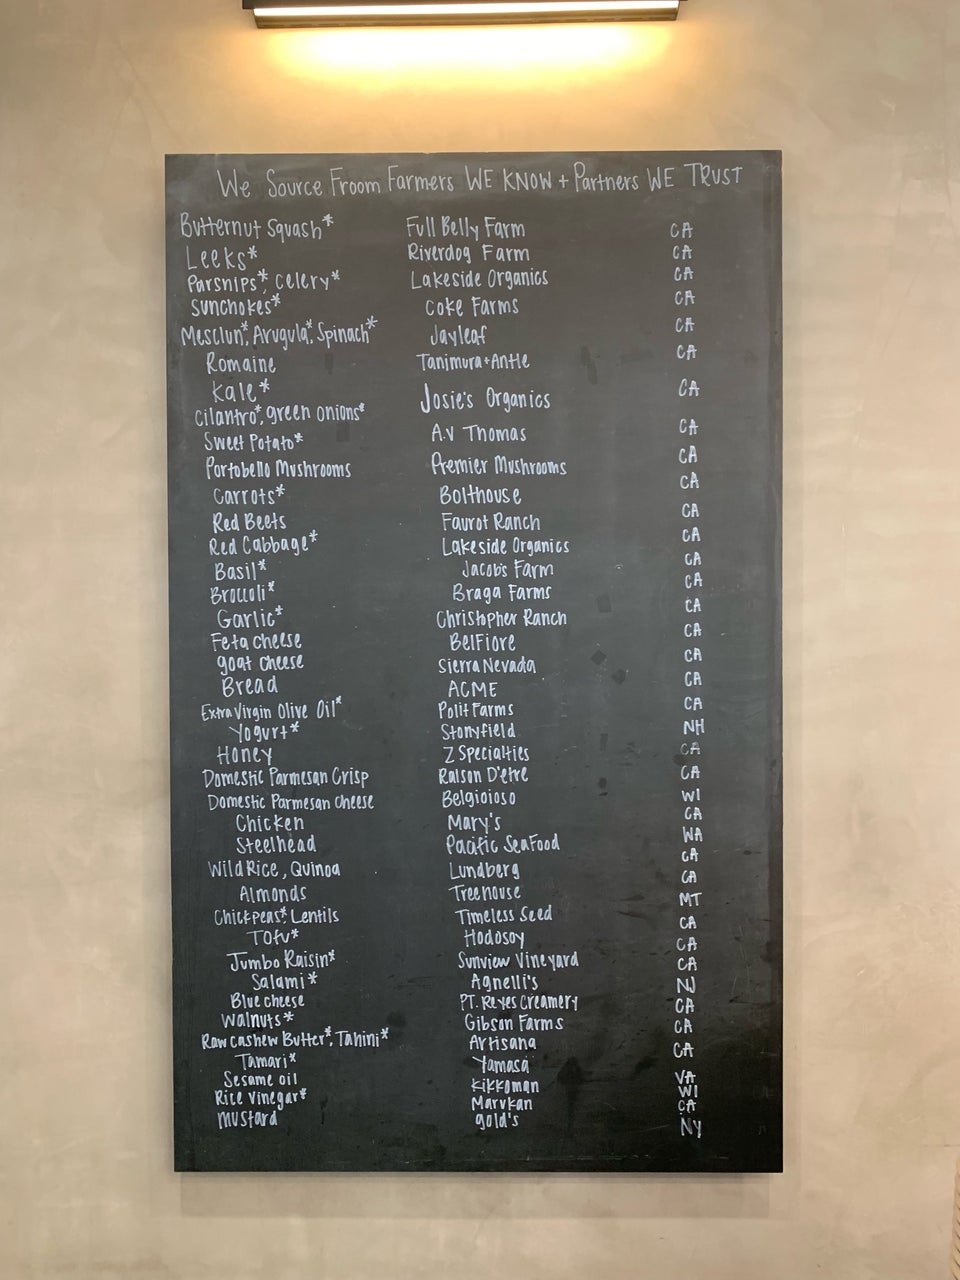 We Source Froom Farmers WE KNOW + Partners WE TRUST
Butternut Squash* Full Belly Farm CA
Leeks* Riverdog Farm CA
Parsnips*, Celery* Lakeside Organics CA
Sunchokes* Coke Farms CA
Mesclun*, Arugula*, Spinach* Jayleaf CA
Romaine Tanimura+Antle CA
Kale* Josie's Organics CA
Cilantro*, green onions*
Sweet Potato* A.V Thomas CA
Portobello Mushrooms Premier Mushrooms CA
Carrots* Bolthouse CA
Red Beets Faurot Ranch CA
Red Cabbage* Lakeside Organics CA
Basil* Jacobs Farm CA
Broccoli* Braga Farms CA
Garlic* Christopher Ranch CA
Feta cheese BelFiore CA
goat cheese Sierra Nevada CA
Bread ACME CA
Extra Virgin Olive Oil* Polit Farms CA
Yogurt* Stonyfield NH
Honey Z Specialties CA
Domestic Parmesan Crisp Raison D'etre CA
Domestic Parmesan cheese Belgioioso WI
Chicken Mary's CA
Steelhead Pacific SeaFood WA
Wild Rice, Quinoa Lundberg CA
Almonds Treehouse CA
Chickpeas*, Lentils Timeless Seed MT
Tofu* Hodosoy CA
Jumbo Raisin* Sunview Vineyard CA
CA
Salami* Agnelli's NJ
Blue cheese PT. Reyes Creamery CA
Walnuts* Gibson Farms CA
Raw Cashew Butter*, Tahini* Artisana CA
Tamari* Yamasa VA
Sesame oil Kikkoman WI
Rice Vinegar* Marukan CA
Mustard gold's NY